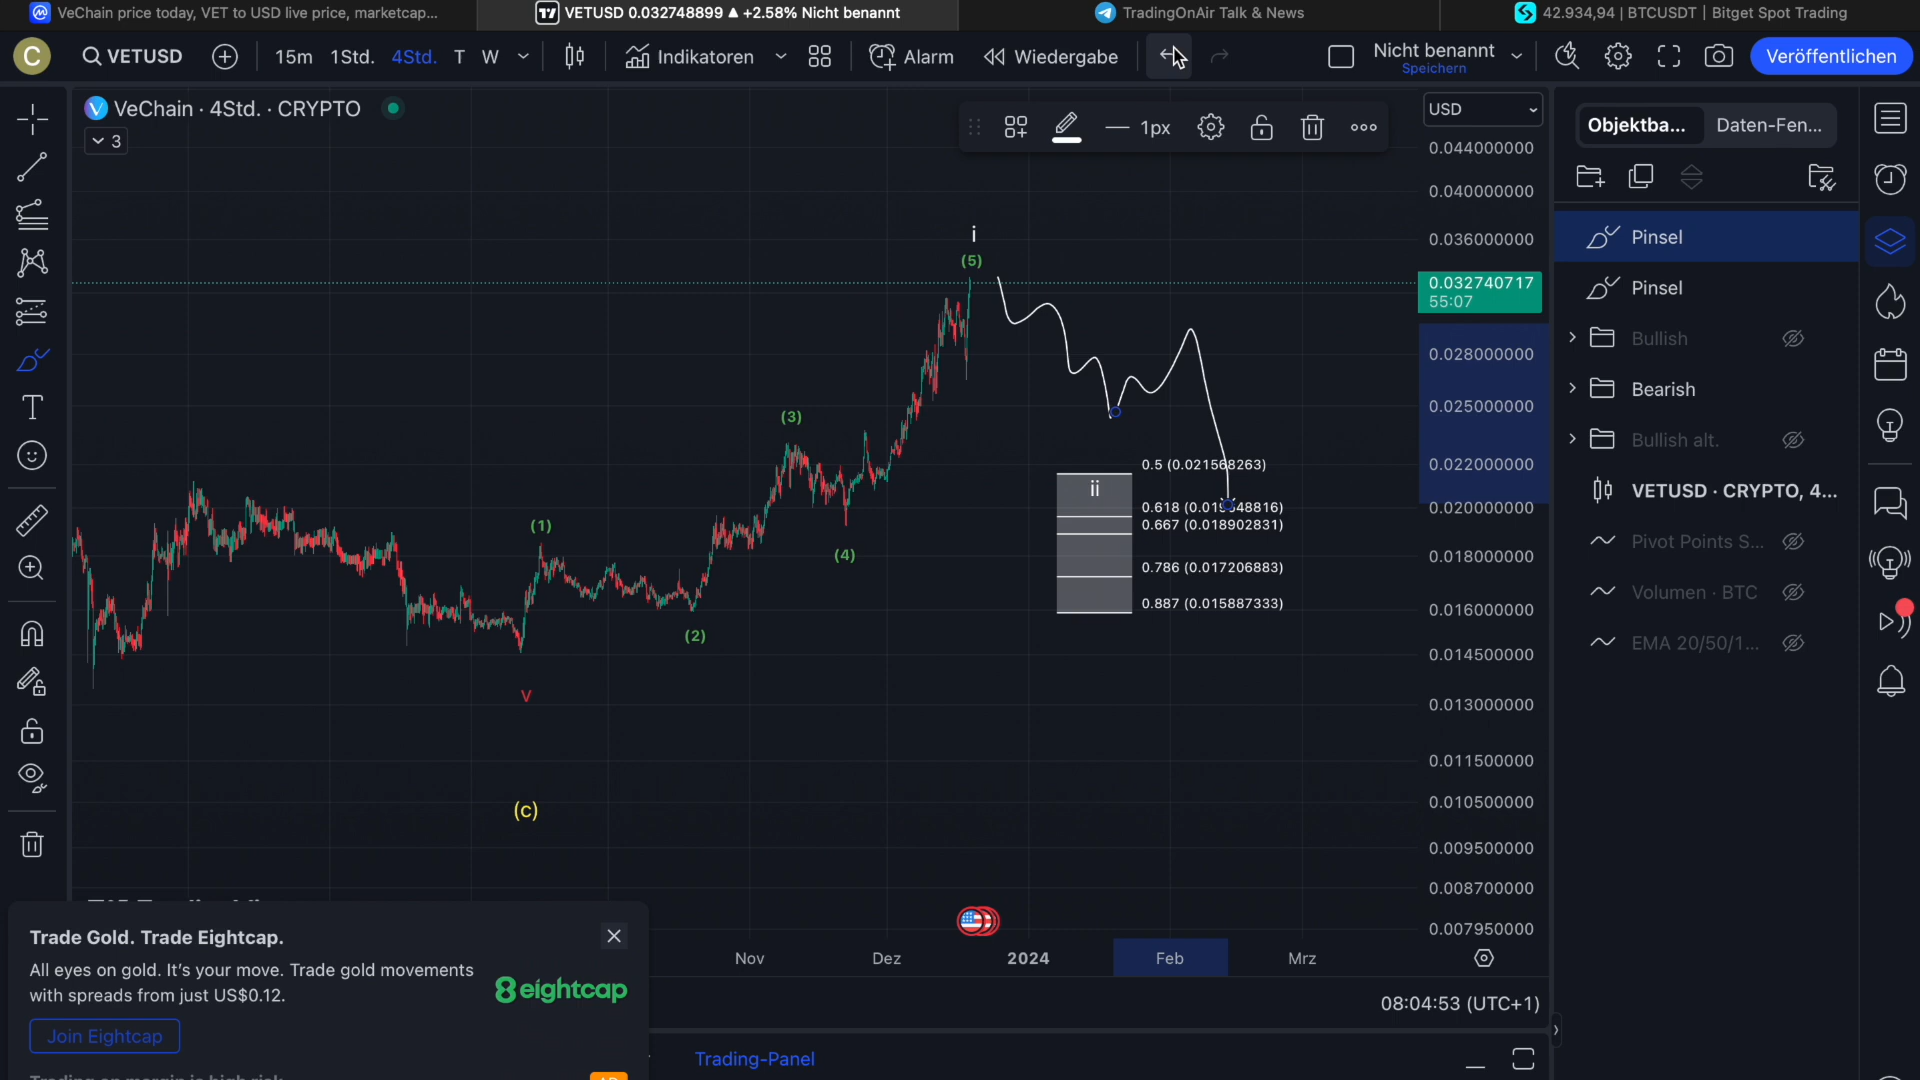 VeChain price today, VET to USD live price, marketcap...
VETUSD 0.032748899 ▲ +2.58% Nicht benannt
TradingOnAir Talk & News
42.934,94 | BTCUSDT | Bitget Spot Trading
C
VETUSD
15m
1Std.
4Std.
T
W
Indikatoren
Alarm
Wiedergabe
Nicht benannt
Speichern
Veröffentlichen
VeChain · 4Std. · CRYPTO
3
1px
USD
Objektba...
Daten-Fen...
0.044000000
0.040000000
0.036000000
0.032740717
55:07
0.028000000
0.025000000
0.022000000
0.020000000
0.018000000
0.016000000
0.014500000
0.013000000
0.011500000
0.010500000
0.009500000
0.008700000
0.007950000
Pinsel
Pinsel
Bullish
Bearish
Bullish alt.
VETUSD · CRYPTO, 4...
Pivot Points S...
Volumen · BTC
EMA 20/50/1...
i
(5)
(3)
(1)
(4)
(2)
v
(c)
ii
0.5 (0.021568263)
0.667 (0.018902831)
0.786 (0.017206883)
0.887 (0.015887333)
Nov
Dez
2024
Feb
Mrz
08:04:53 (UTC+1)
Trading-Panel
Trade Gold. Trade Eightcap.
All eyes on gold. It's your move. Trade gold movements
with spreads from just US$0.12.
eightcap
Join Eightcap